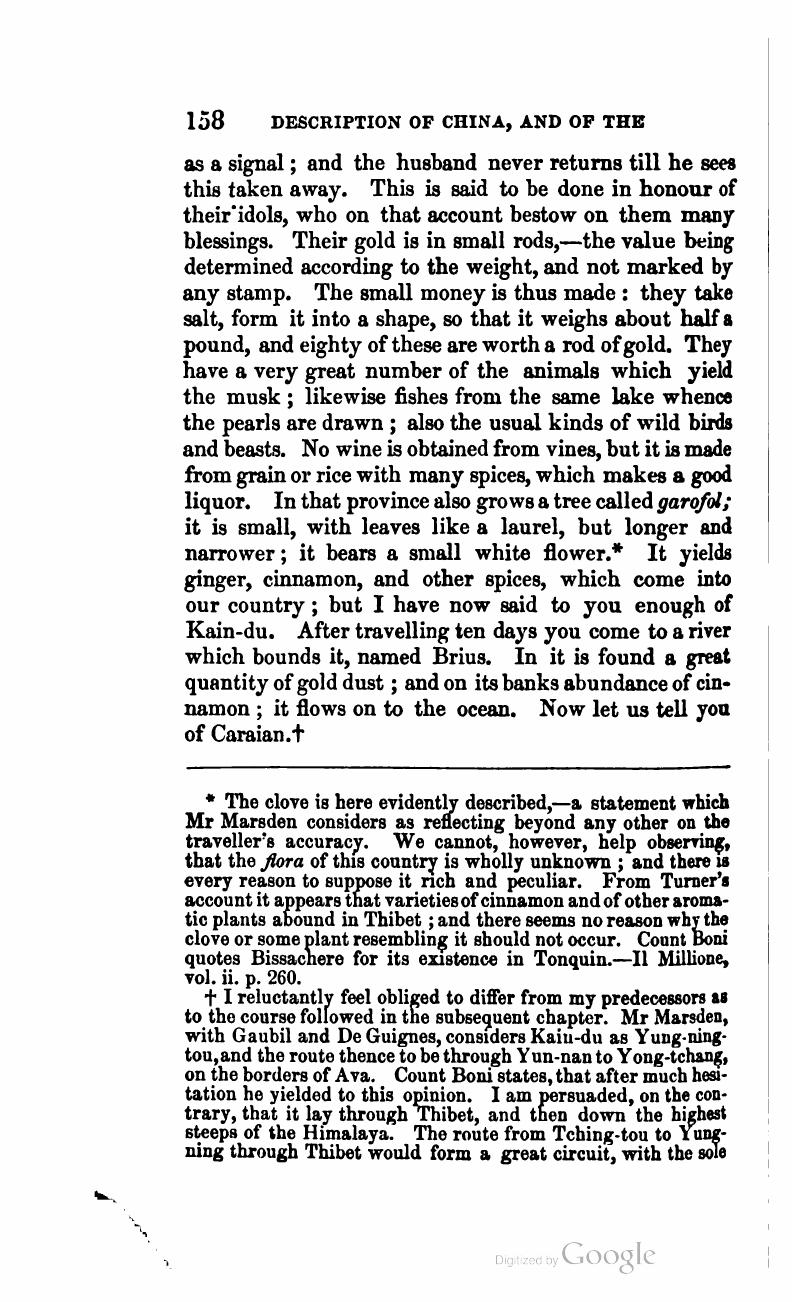 158 DESCRIPTION OF CHINA, AND OF THE
as a signal; and the husband never returns till he sees
this taken away. This is said to be done in honour of
their idols, who on that account bestow on them many
blessings. Their gold is in small rods,—the value being
determined according to the weight, and not marked by
any stamp. The small money is thus made: they take
salt, form it into a shape, so that it weighs about half a
pound, and eighty of these are worth a rod of gold. They
have a very great number of the animals which yield
the musk; likewise fishes from the same lake whence
the pearls are drawn; also the usual kinds of wild birds
and beasts. No wine is obtained from vines, but it is made
from grain or rice with many spices, which makes a good
liquor. In that province also grows a tree called garofol;
it is small, with leaves like a laurel, but longer and
narrower; it bears a small white flower.* It yields
ginger, cinnamon, and other spices, which come into
our country; but I have now said to you enough of
Kain-du. After travelling ten days you come to a river
which bounds it, named Brius. In it is found a great
quantity of gold dust; and on its banks abundance of cin-
namon; it flows on to the ocean. Now let us tell you
of Caraian.†
* The clove is here evidently described,—a statement which
Mr Marsden considers as reflecting beyond any other on the
traveller's accuracy. We cannot, however, help observing,
that the flora of this country is wholly unknown; and there is
every reason to suppose it rich and peculiar. From Turner's
account it appears that varieties of cinnamon and of other aroma-
tic plants abound in Thibet; and there seems no reason why the
clove or some plant resembling it should not occur. Count Boni
quotes Bissachere for its existence in Tonquin.—Il Millione,
vol. ii. p. 260.
† I reluctantly feel obliged to differ from my predecessors as
to the course followed in the subsequent chapter. Mr Marsden,
with Gaubil and De Guignes, considers Kain-du as Yung-ning-
tou, and the route thence to be through Yun-nan to Yong-tchang,
on the borders of Ava. Count Boni states, that after much hesi-
tation he yielded to this opinion. I am persuaded, on the con-
trary, that it lay through Thibet, and then down the highest
steeps of the Himalaya. The route from Tching-tou to Yung-
ning through Thibet would form a great circuit, with the sole
Digitized by Google